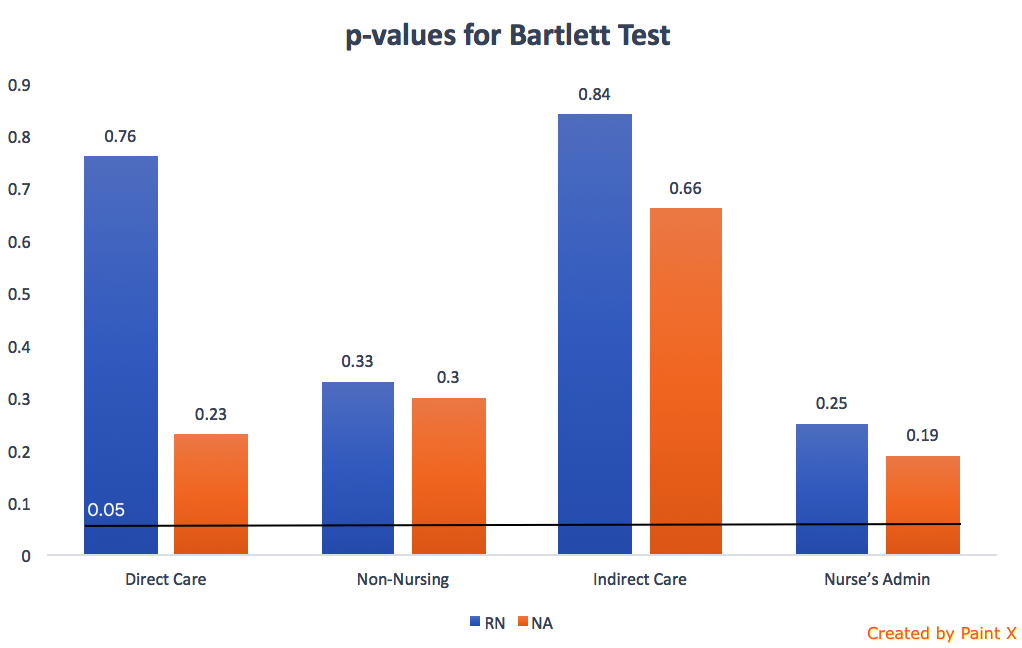 p-values for Bartlett Test
0.9
0.8
0.7
0.6
0.5
0.4
0.3
0.2
0.1
0
0.76
0.23
0.33
0.3
0.84
0.66
0.25
0.19
0.05
Direct Care
Non-Nursing
Indirect Care
Nurse’s Admin
RN
NA
Created by Paint X